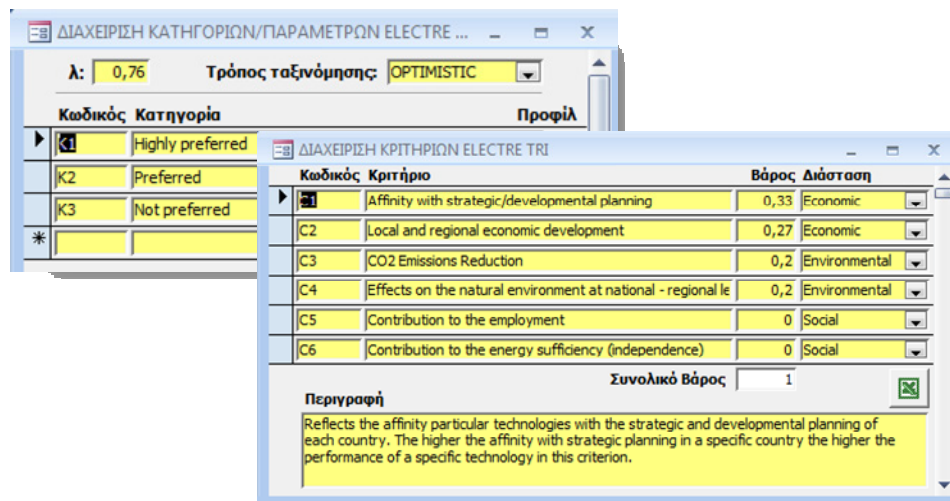 ΔΙΑΧΕΙΡΙΣΗ ΚΑΤΗΓΟΡΙΩΝ/ΠΑΡΑΜΕΤΡΩΝ ELECTRE ...
λ: 0,76 Τρόπος ταξινόμησης: OPTIMISTIC
Κωδικός Κατηγορία Προφίλ
K1 Highly preferred
K2 Preferred
K3 Not preferred
ΔΙΑΧΕΙΡΙΣΗ ΚΡΙΤΗΡΙΩΝ ELECTRE TRI
Κωδικός Κριτήριο Βάρος Διάσταση
C1 Affinity with strategic/developmental planning 0,33 Economic
C2 Local and regional economic development 0,27 Economic
C3 CO2 Emissions Reduction 0,2 Environmental
C4 Effects on the natural environment at national - regional le 0,2 Environmental
C5 Contribution to the employment 0 Social
C6 Contribution to the energy sufficiency (independence) 0 Social
Συνολικό Βάρος 1
Περιγραφή
Reflects the affinity particular technologies with the strategic and developmental planning of
each country. The higher the affinity with strategic planning in a specific country the higher the
performance of a specific technology in this criterion.